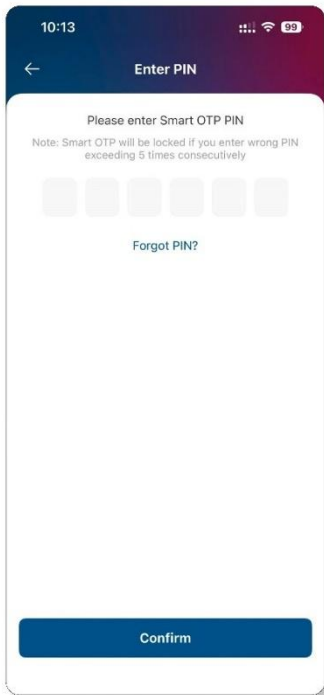 10:13
99
Enter PIN
Please enter Smart OTP PIN
Note: Smart OTP will be locked if you enter wrong PIN
exceeding 5 times consecutively
Forgot PIN?
Confirm